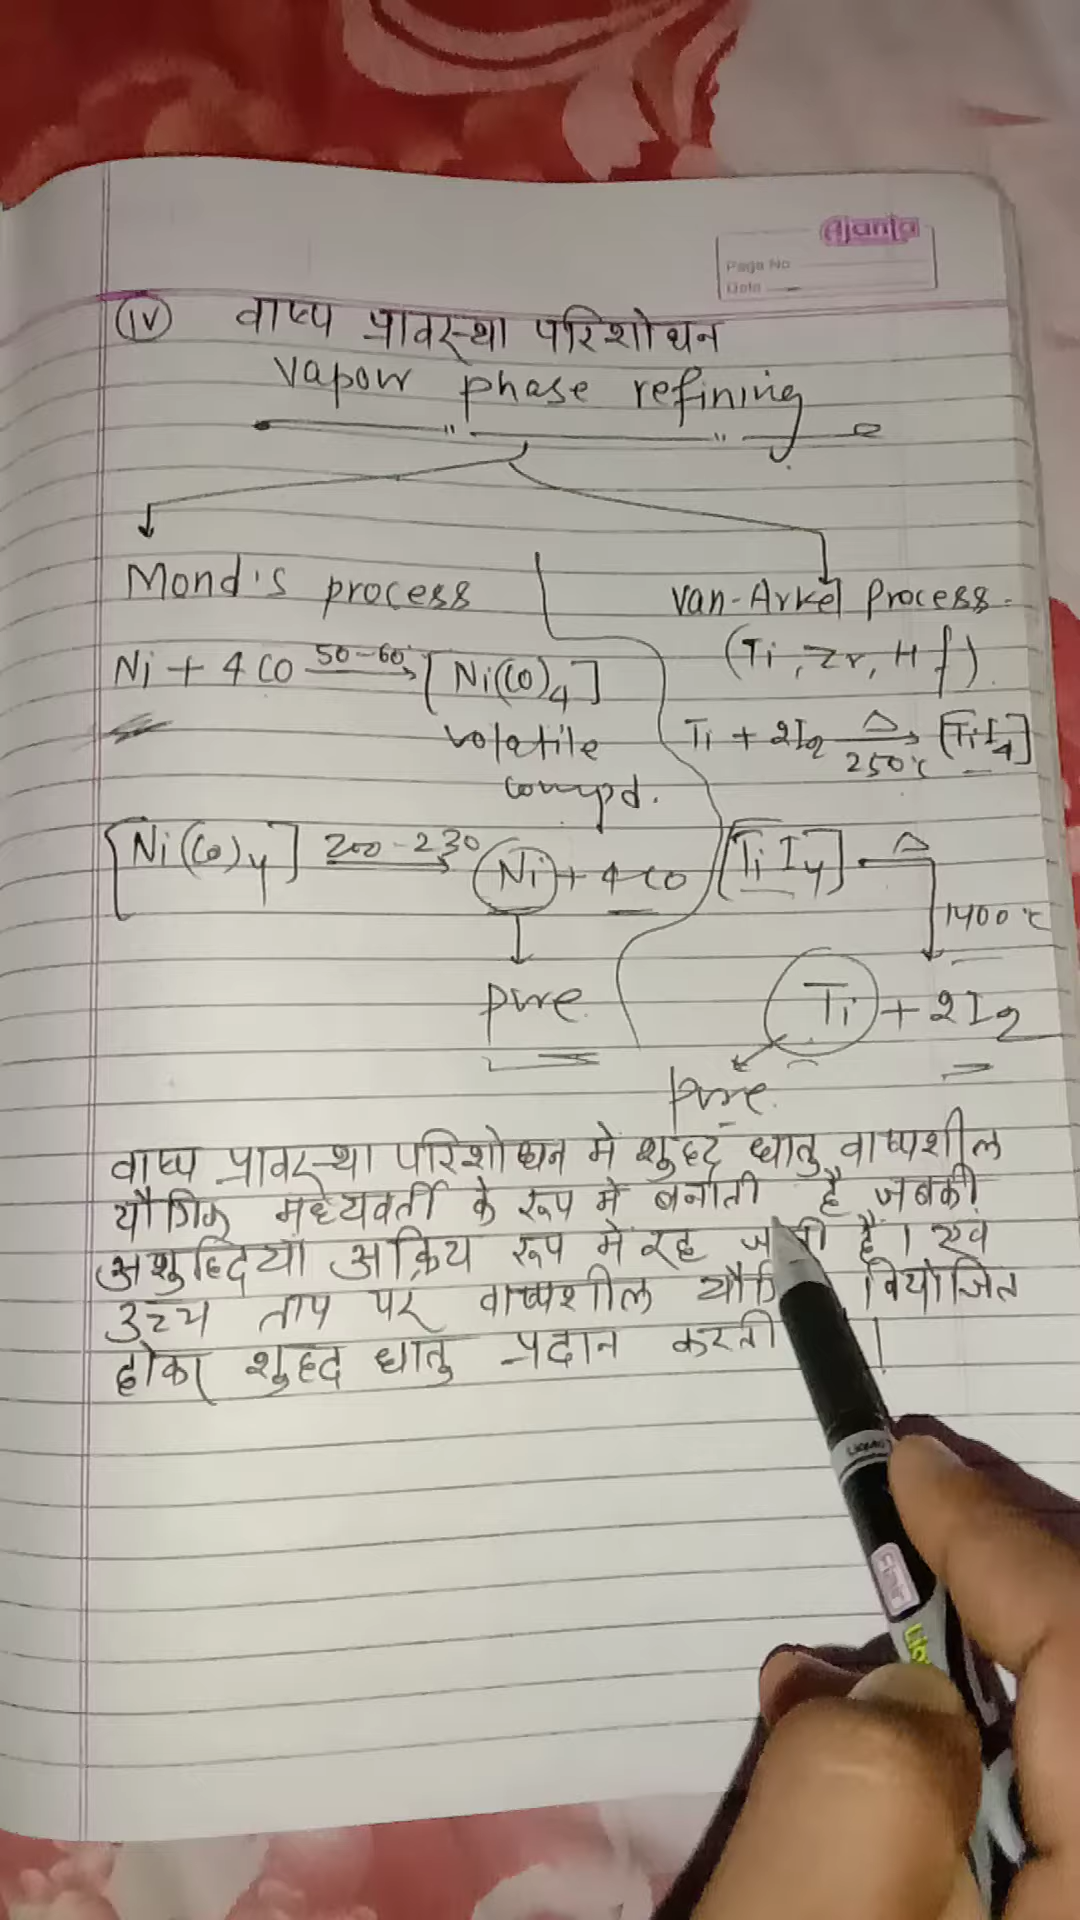 Ajanta
Page No
Date
(iv) वाष्प प्रावस्था परिशोधन
Vapour phase refining
Mond's process
Van-Arkel Process
(Ti, Zr, Hf)
Ni + 4CO 50-60 → [Ni(CO)4]
volatile
compd.
Ti + 2I2 Δ → 250°C [TiI4]
[Ni(CO)4] 200-230 → Ni + 4CO
pure
[TiI4] Δ
1400°C
Ti + 2I2
pure
वाष्प प्रावस्था परिशोधन मे शुद्द धातु वाष्पशील
यौगिक मध्यवर्ती के रूप मे बनाती है जबकी
अशुद्दियाँ अक्रिय रूप में रह है। एव
उच्च ताप पर वाष्पशील वियोजित
होकर शुद्द धातु प्रदान करती ।